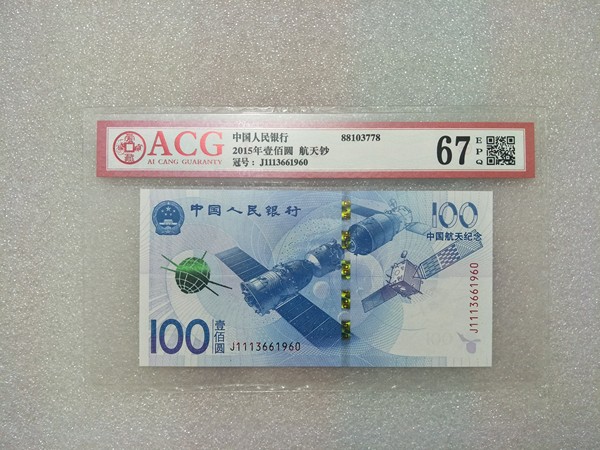 ACG
AI CANG GUARANTY
中国人民银行 88103778
2015年壹佰圆 航天钞
冠号: J1113661960
67 EPQ
中国人民银行
100
中国航天纪念
J1113661960
100 壹佰圆
J1113661960